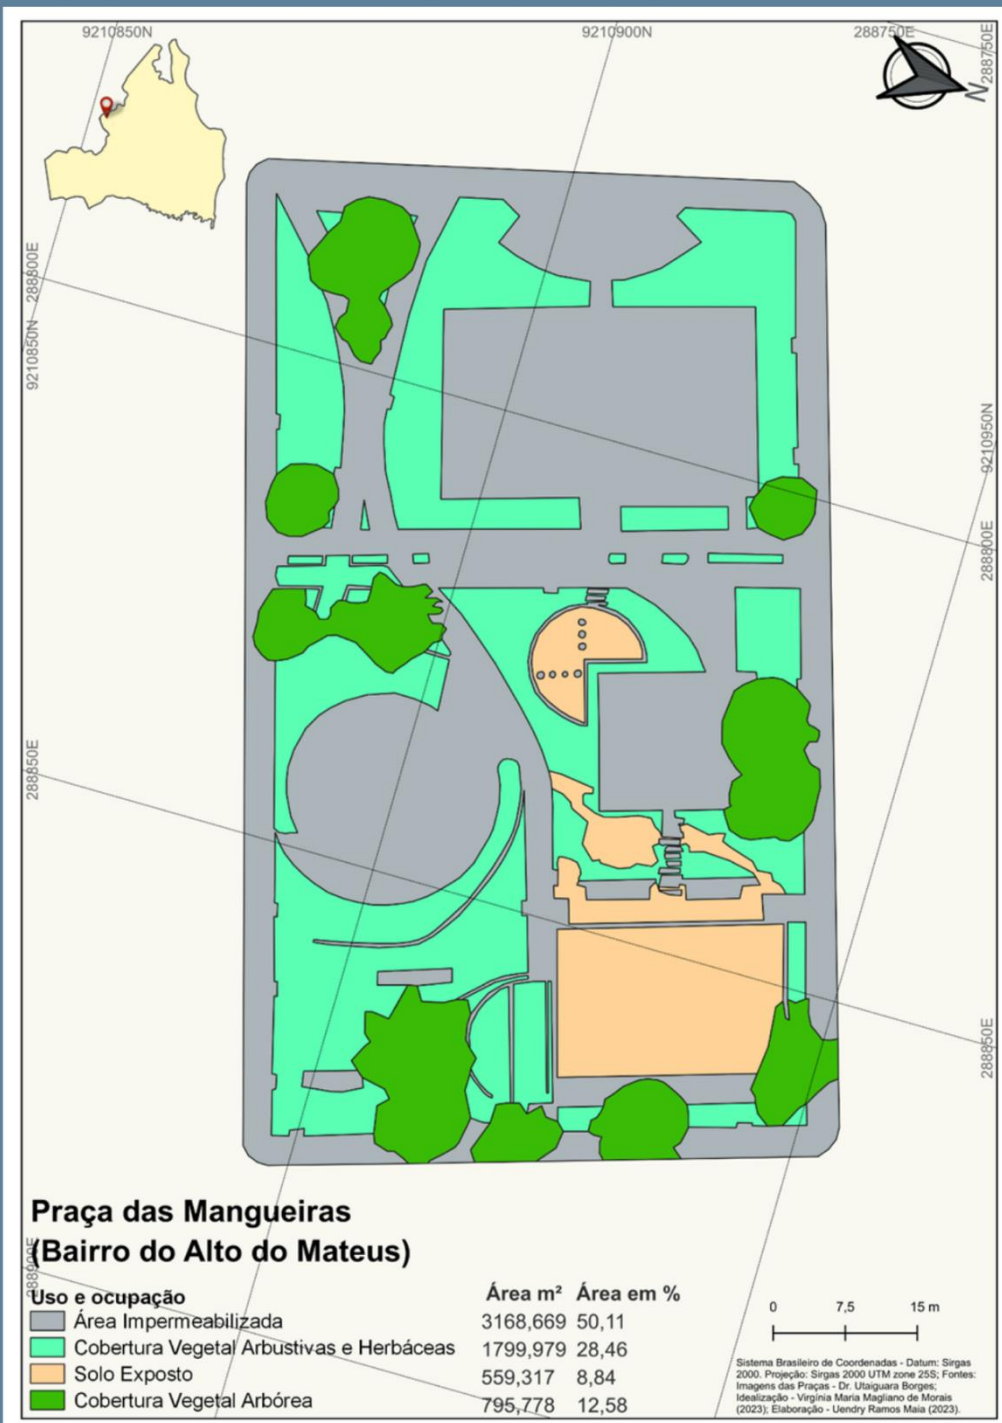 9210850N 9210900N 288750E
288750E
N
288800E
9210850N
9210950N
288800E
288850E
288850E
288900E
Praça das Mangueiras
(Bairro do Alto do Mateus)
Uso e ocupação Área m² Área em %
Área Impermeabilizada 3168,669 50,11
Cobertura Vegetal Arbustivas e Herbáceas 1799,979 28,46
Solo Exposto 559,317 8,84
Cobertura Vegetal Arbórea 795,778 12,58
0 7,5 15 m
Sistema Brasileiro de Coordenadas - Datum: Sirgas
2000. Projeção: Sirgas 2000 UTM zone 25S; Fontes:
Imagens das Praças - Dr. Utaiguara Borges;
Idealização - Virgínia Maria Magliano de Morais
(2023); Elaboração - Uendry Ramos Maia (2023).